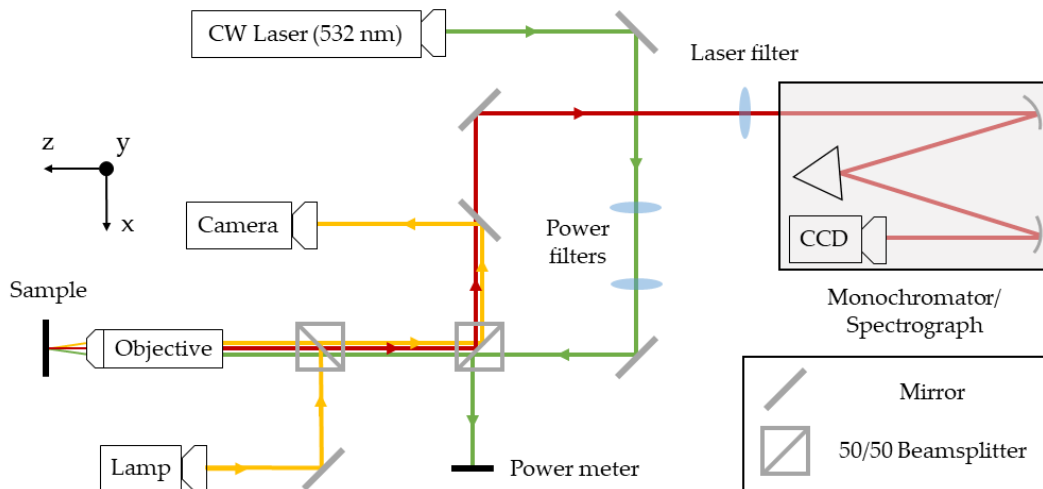 CW Laser (532 nm)
Laser filter
z
y
x
Camera
Power
filters
CCD
Sample
Monochromator/
Spectrograph
Objective
Mirror
50/50 Beamsplitter
Lamp
Power meter